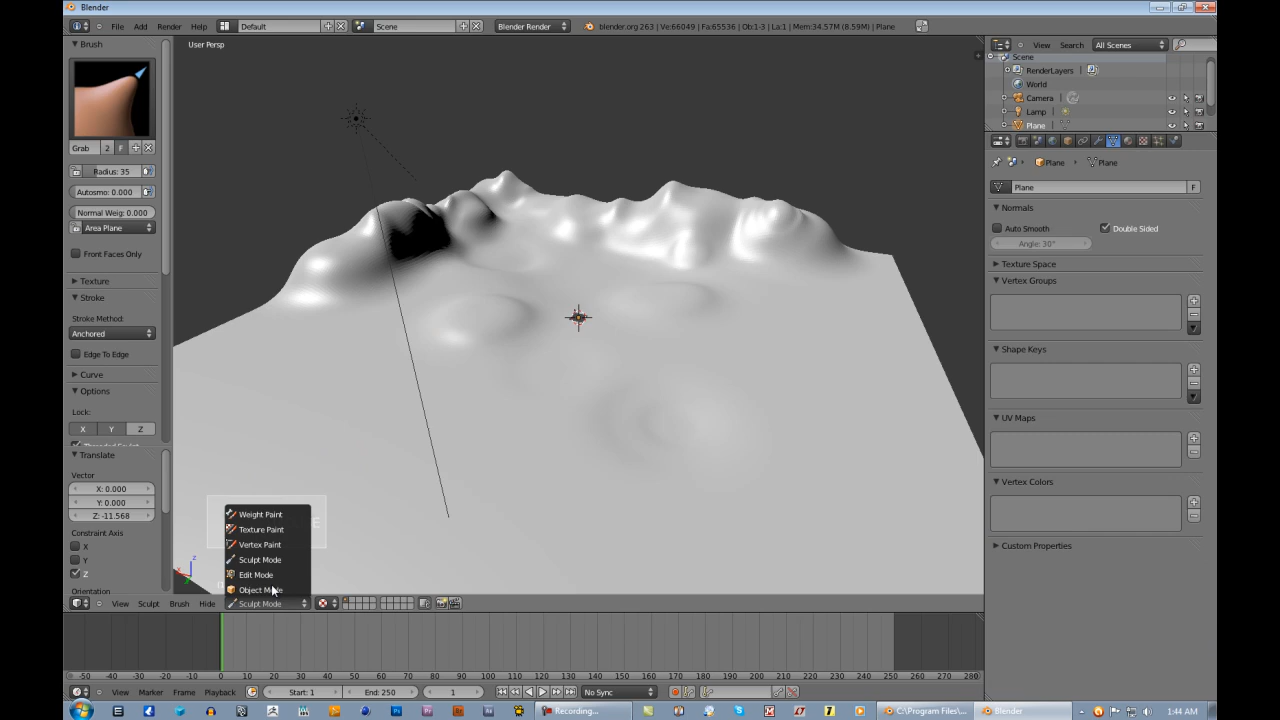 Blender
File Add Render Help Default Scene Blender Render blender.org 263 | Ve:66049 | Fa:65536 | Ob:1-3 | La:1 | Mem:34.57M (8.59M) | Plane
Brush
User Persp
View Search All Scenes
Scene
RenderLayers
World
Camera
Lamp
Plane
Grab 2 F
Radius: 35
Autosmo: 0.000
Normal Weig: 0.000
Area Plane
Front Faces Only
Texture
Stroke
Stroke Method:
Anchored
Edge To Edge
Curve
Options
Lock:
X Y Z
Threaded Sculpt
Translate
Vector
X: 0.000
Y: 0.000
Z: -11.568
Constraint Axis
X
Y
Z
Orientation
Plane Plane
Plane F
Normals
Auto Smooth Double Sided
Angle: 30°
Texture Space
Vertex Groups
Shape Keys
UV Maps
Vertex Colors
Custom Properties
Weight Paint
Texture Paint
Vertex Paint
Sculpt Mode
Edit Mode
Object Mode
View Sculpt Brush Hide Sculpt Mode
-50 -40 -30 -20 -10 0 10 20 30 40 50 60 70 80 90 100 110 120 130 140 150 160 170 180 190 200 210 220 230 240 250 260 270 280
View Marker Frame Playback Start: 1 End: 250 1 No Sync
Recording... C:\Program Files\... Blender 1:44 AM